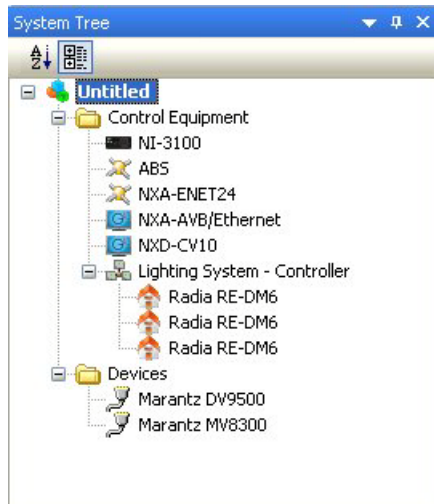 System Tree
A
Z
Untitled
Control Equipment
NI-3100
ABS
NXA-ENET24
NXA-AVB/Ethernet
NXD-CV10
Lighting System - Controller
Radia RE-DM6
Radia RE-DM6
Radia RE-DM6
Devices
Marantz DV9500
Marantz MV8300